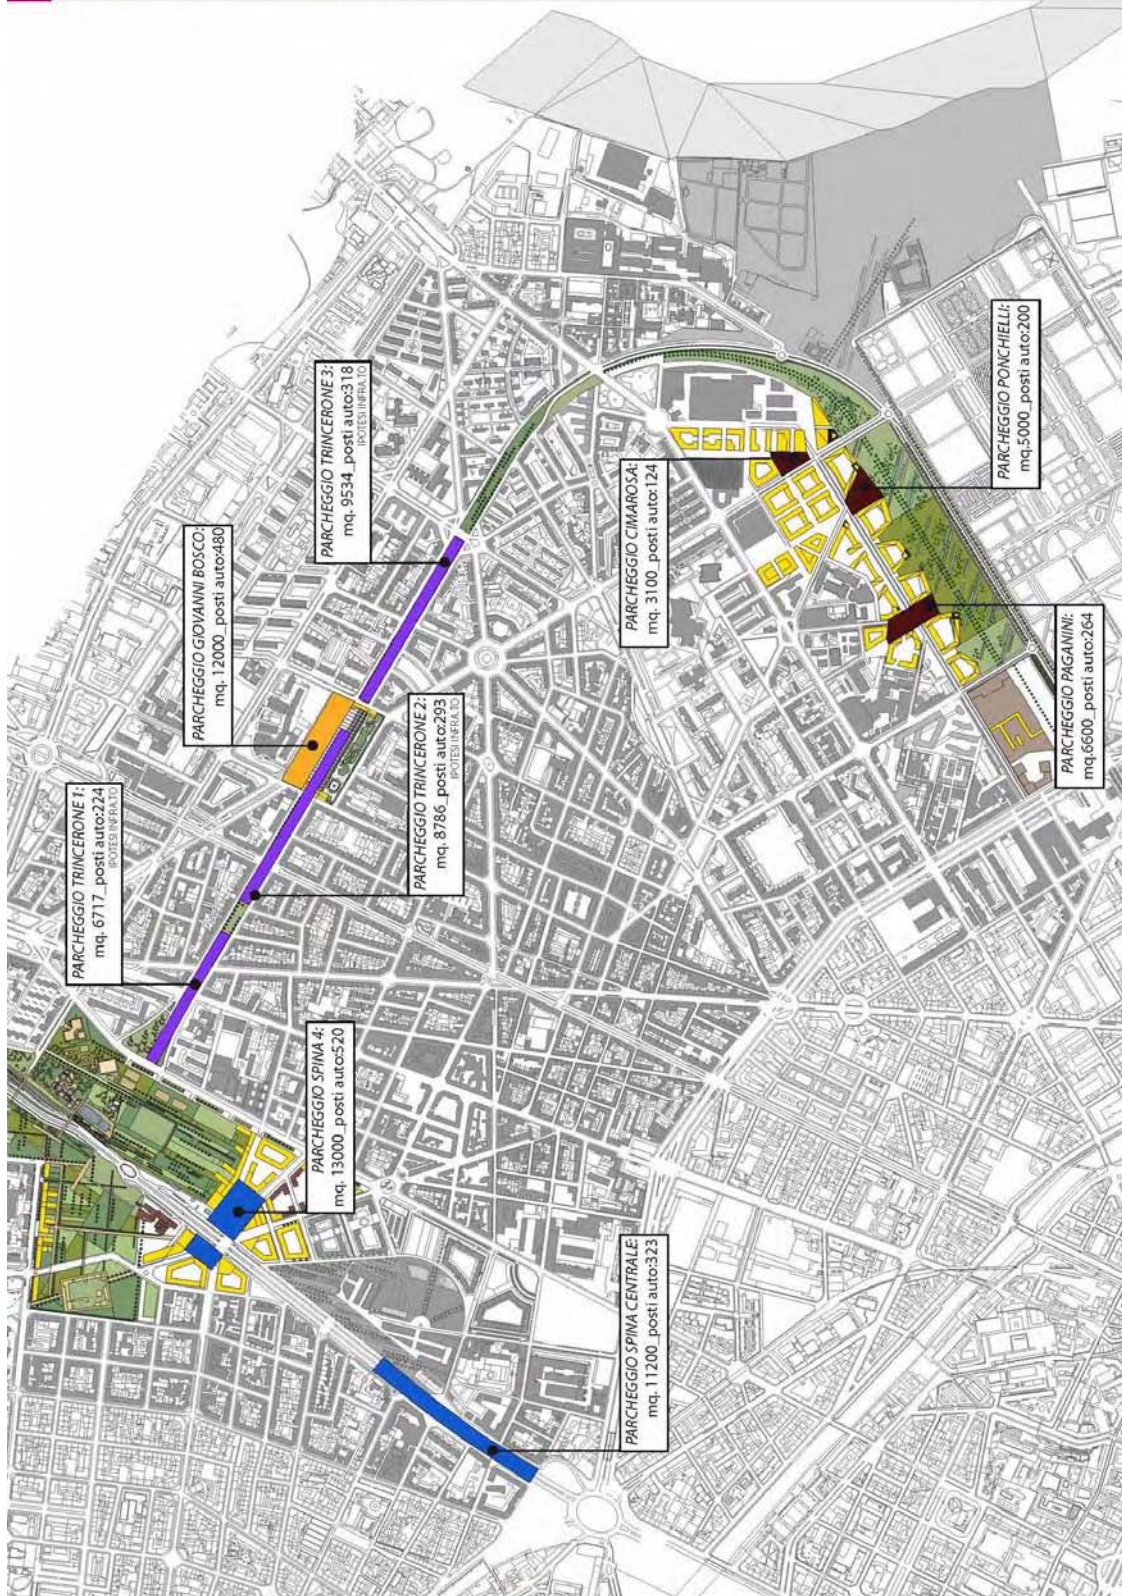 PARCHEGGIO TRINCERONE 1:
mq. 6717_posti auto:224
IPOTESI INFRA.TO
PARCHEGGIO GIOVANNI BOSCO:
mq. 12000_posti auto:480
PARCHEGGIO TRINCERONE 3:
mq. 9534_posti auto:318
IPOTESI INFRA.TO
PARCHEGGIO TRINCERONE 2:
mq. 8786_posti auto:293
IPOTESI INFRA.TO
PARCHEGGIO SPINA 4:
mq. 13000_posti auto:520
PARCHEGGIO SPINA CENTRALE:
mq. 11200_posti auto:323
PARCHEGGIO CIMAROSA:
mq. 3100_posti auto:124
PARCHEGGIO PONCHIELLI:
mq.5000_posti auto:200
PARCHEGGIO PAGANINI:
mq.6600_posti auto:264